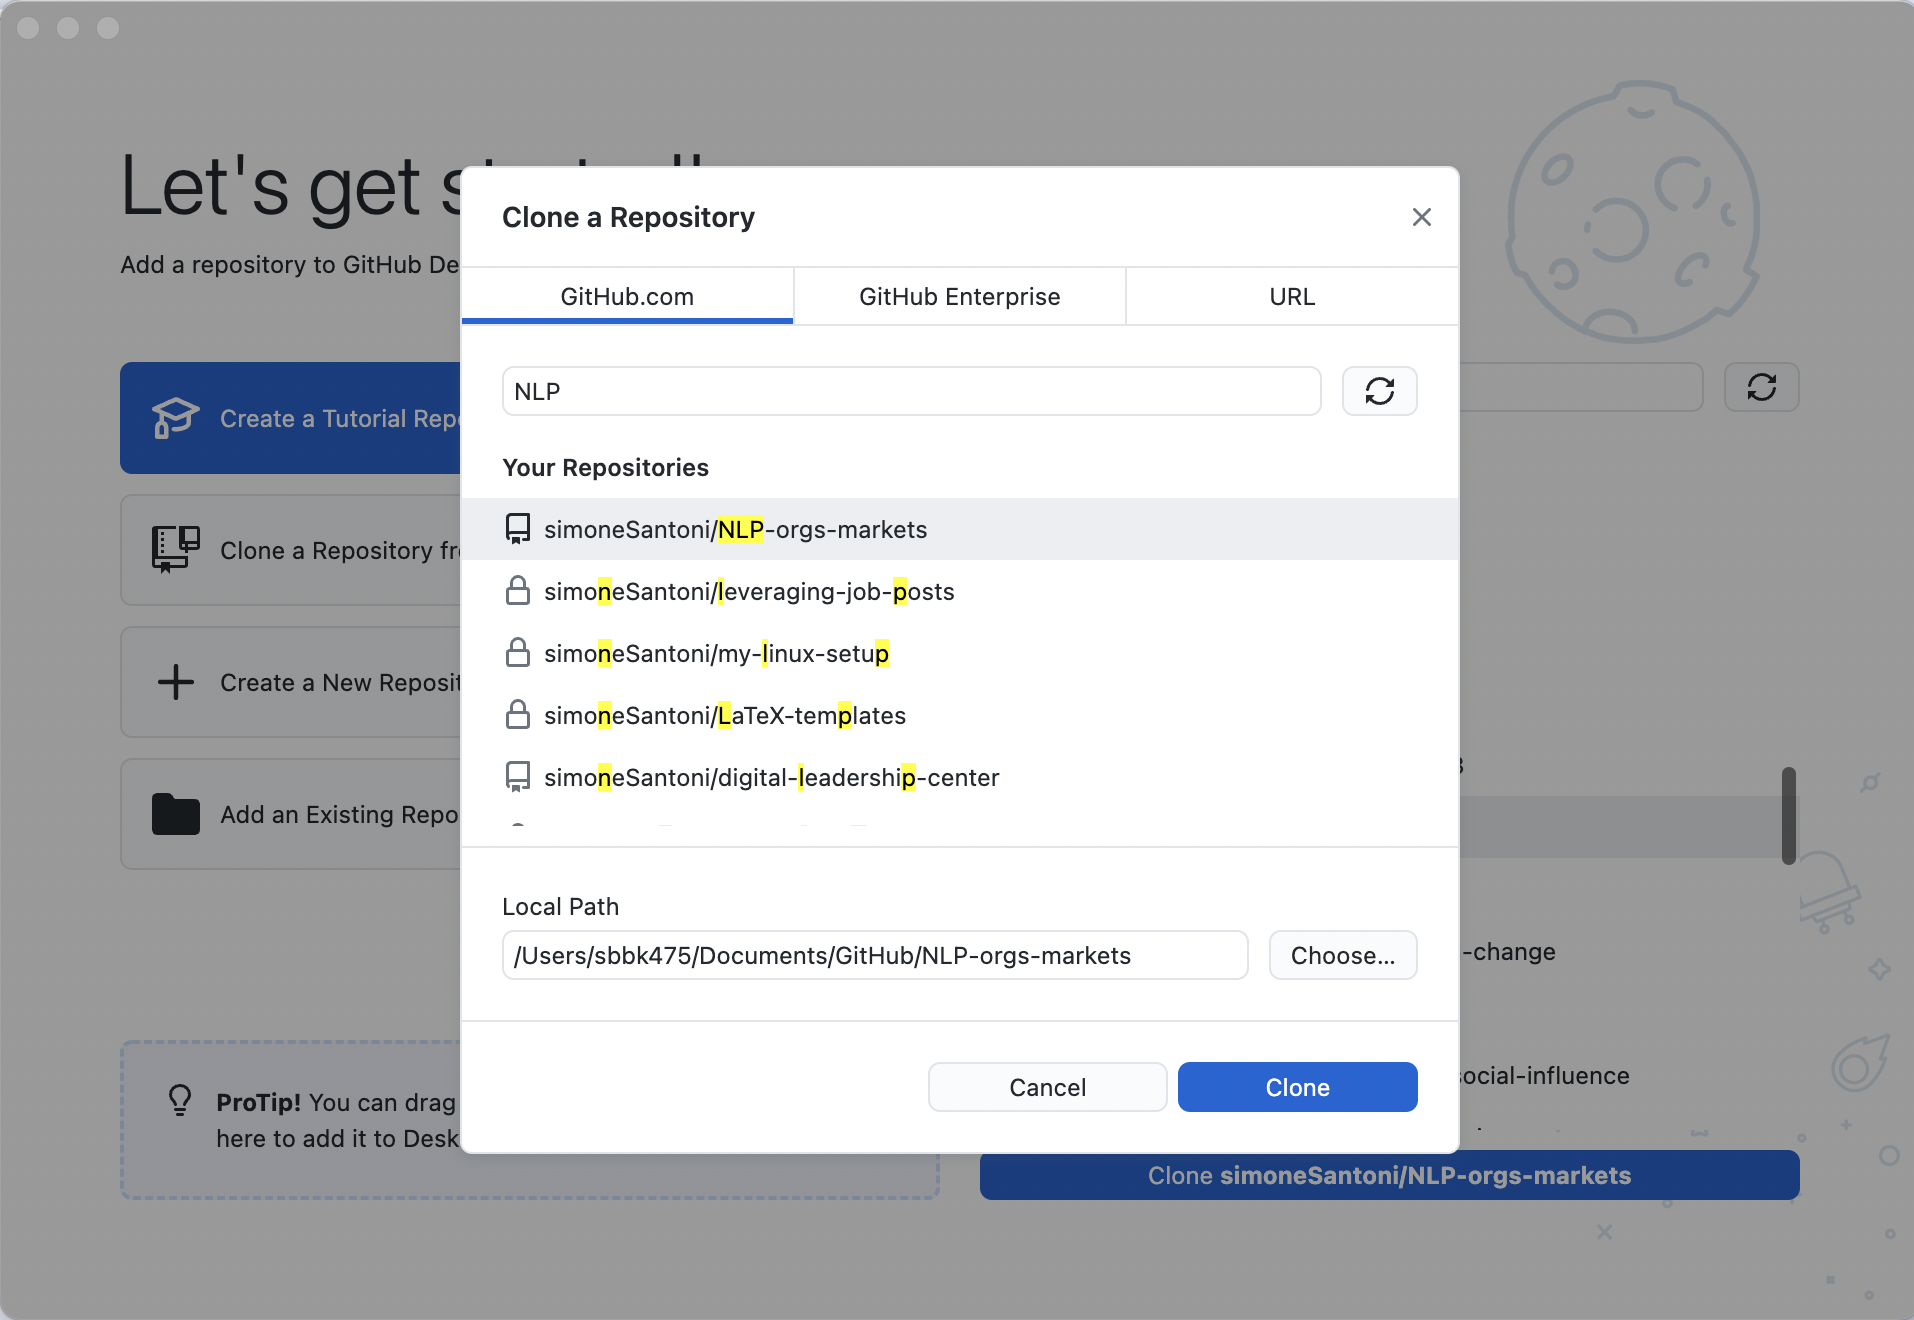 Let's get
Add a repository to GitHub De
Create a Tutorial Repo
Clone a Repository fr
Create a New Reposit
Add an Existing Repo
ProTip! You can drag
here to add it to Desk
Clone a Repository
GitHub.com
GitHub Enterprise
URL
NLP
Your Repositories
simoneSantoni/NLP-orgs-markets
simoneSantoni/leveraging-job-posts
simoneSantoni/my-linux-setup
simoneSantoni/LaTeX-templates
simoneSantoni/digital-leadership-center
Local Path
/Users/sbbk475/Documents/GitHub/NLP-orgs-markets
Choose...
Cancel
Clone
-change
social-influence
Clone simoneSantoni/NLP-orgs-markets